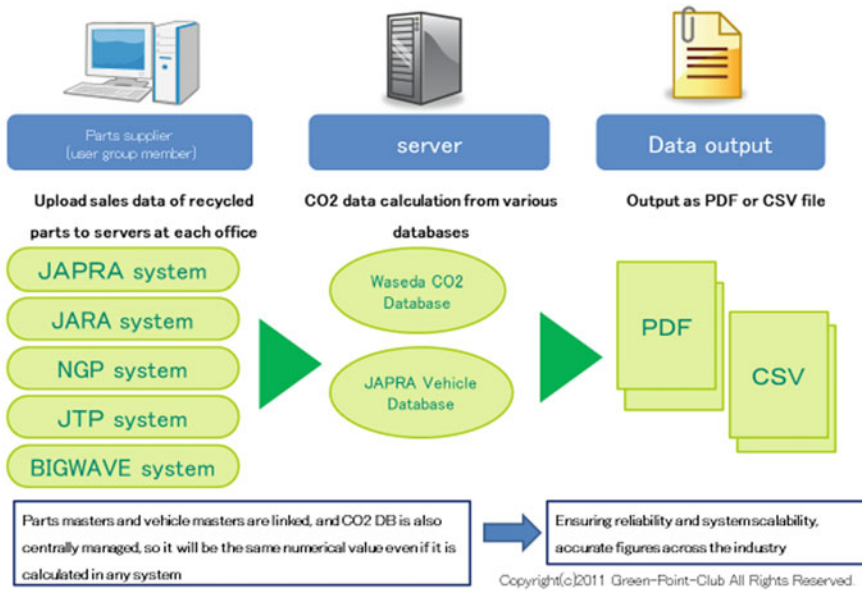 Parts supplier
(user group member)
server
Data output
Upload sales data of recycled
parts to servers at each office
CO2 data calculation from various
databases
Output as PDF or CSV file
JAPRA system
JARA system
NGP system
JTP system
BIGWAVE system
Waseda CO2
Database
JAPRA Vehicle
Database
PDF
CSV
Parts masters and vehicle masters are linked, and CO2 DB is also
centrally managed, so it will be the same numerical value even if it is
calculated in any system
Ensuring reliability and system scalability,
accurate figures across the industry
Copyright(c)2011 Green-Point-Club All Rights Reserved.